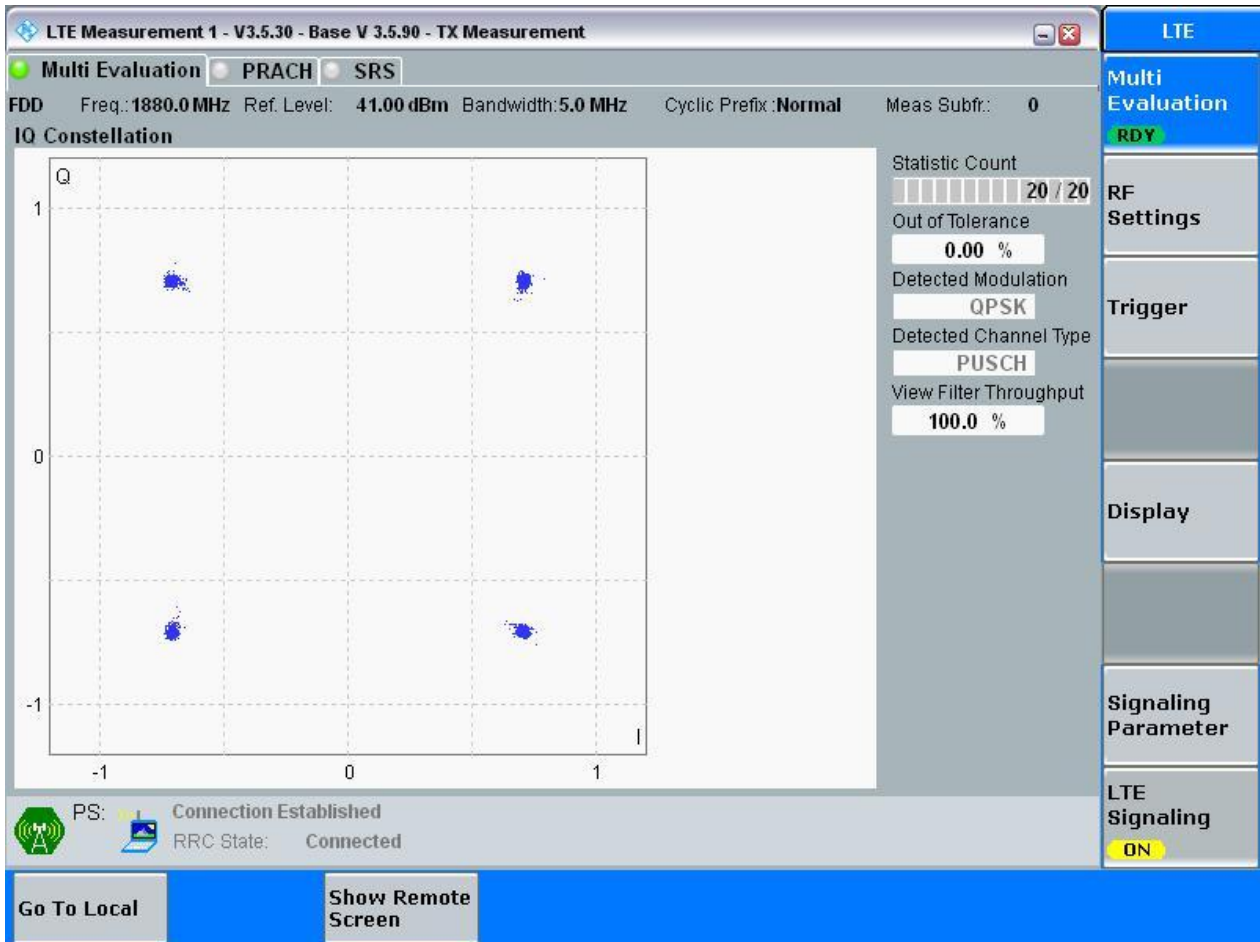 LTE Measurement 1 - V3.5.30 - Base V 3.5.90 - TX Measurement
LTE
Multi Evaluation PRACH SRS
FDD Freq.: 1880.0 MHz Ref. Level: 41.00 dBm Bandwidth: 5.0 MHz Cyclic Prefix : Normal Meas Subfr.: 0
IQ Constellation
Q
1
0
-1
-1 0 1
I
Statistic Count
20 / 20
Out of Tolerance
0.00 %
Detected Modulation
QPSK
Detected Channel Type
PUSCH
View Filter Throughput
100.0 %
Multi
Evaluation
RDY
RF
Settings
Trigger
Display
Signaling
Parameter
LTE
Signaling
ON
PS: Connection Established
RRC State: Connected
Go To Local
Show Remote
Screen